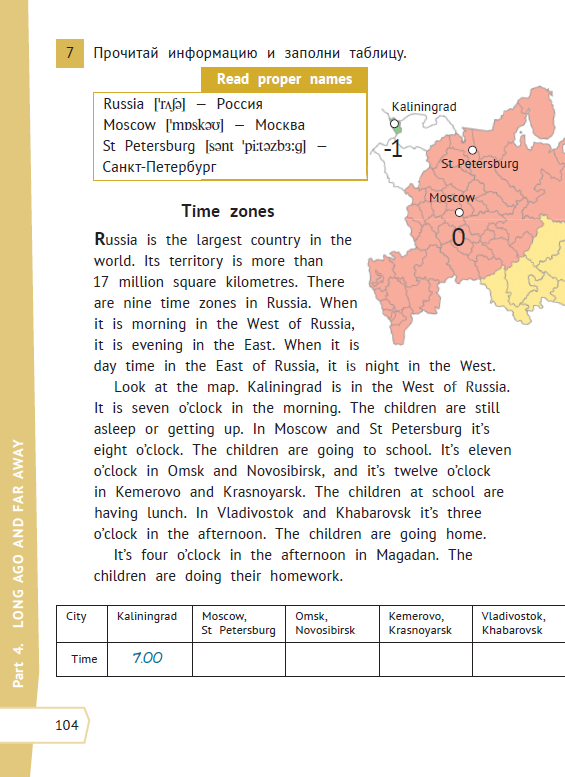 7 Прочитай информацию и заполни таблицу.
Read proper names
Russia [ˈrʌʃə] — Россия
Moscow [ˈmɒskəʊ] — Москва
St Petersburg [sənt ˈpiːtəzbɜːg] —
Санкт-Петербург
Kaliningrad
-1
St Petersburg
Moscow
0
Time zones
Russia is the largest country in the
world. Its territory is more than
17 million square kilometres. There
are nine time zones in Russia. When
it is morning in the West of Russia,
it is evening in the East. When it is
day time in the East of Russia, it is night in the West.
Look at the map. Kaliningrad is in the West of Russia.
It is seven o’clock in the morning. The children are still
asleep or getting up. In Moscow and St Petersburg it’s
eight o’clock. The children are going to school. It’s eleven
o’clock in Omsk and Novosibirsk, and it’s twelve o’clock
in Kemerovo and Krasnoyarsk. The children at school are
having lunch. In Vladivostok and Khabarovsk it’s three
o’clock in the afternoon. The children are going home.
It’s four o’clock in the afternoon in Magadan. The
children are doing their homework.
City Kaliningrad Moscow, Omsk, Kemerovo, Vladivostok,
St Petersburg Novosibirsk Krasnoyarsk Khabarovsk
Time 7.00
Part 4. LONG AGO AND FAR AWAY
104